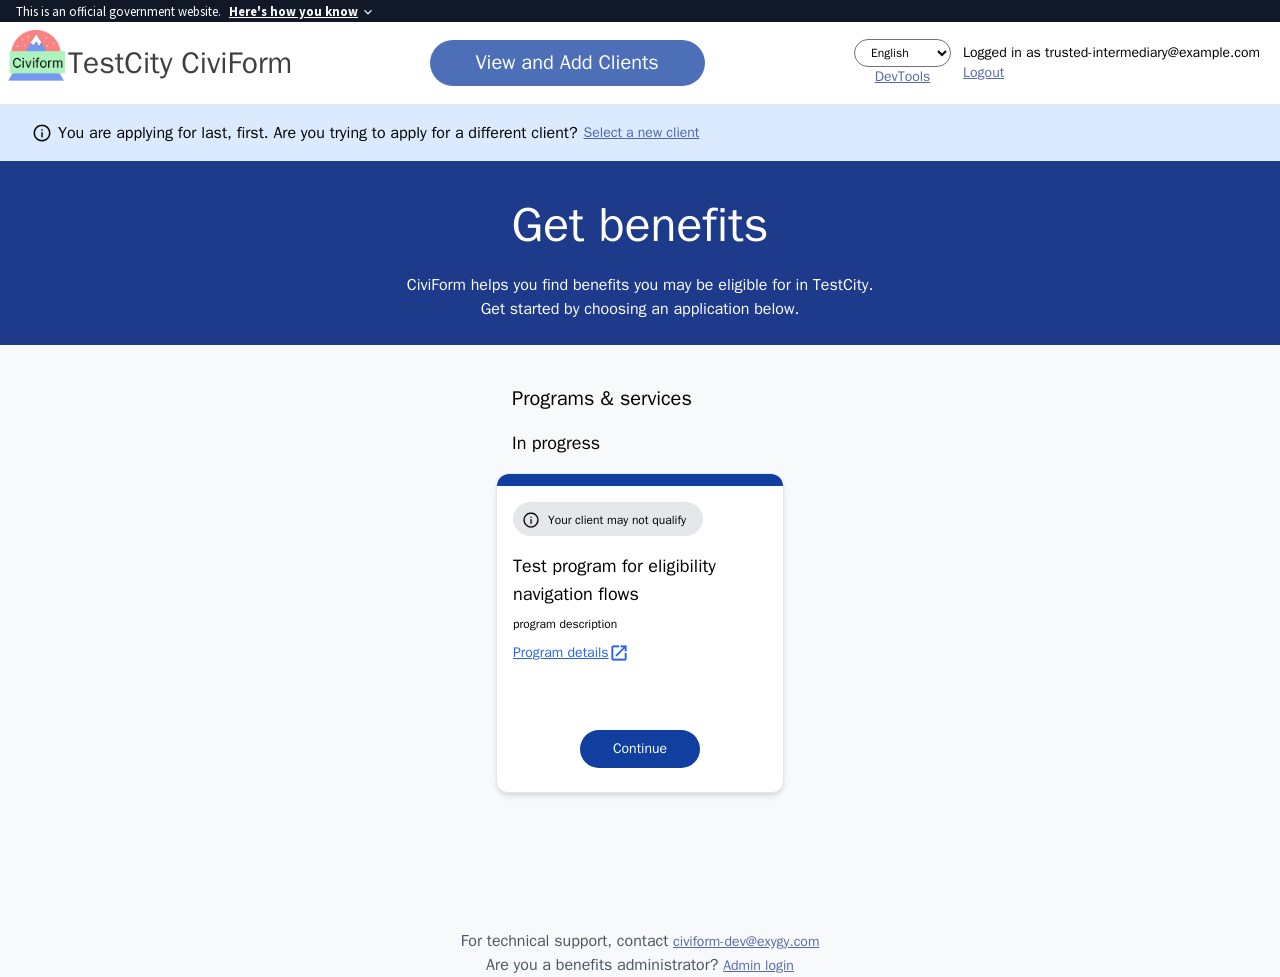 This is an official government website. Here's how you know
Civiform
TestCity CiviForm
View and Add Clients
English
DevTools
Logged in as trusted-intermediary@example.com
Logout
You are applying for last, first. Are you trying to apply for a different client? Select a new client
Get benefits
CiviForm helps you find benefits you may be eligible for in TestCity.
Get started by choosing an application below.
Programs & services
In progress
Your client may not qualify
Test program for eligibility
navigation flows
program description
Program details
Continue
For technical support, contact civiform-dev@exygy.com
Are you a benefits administrator? Admin login